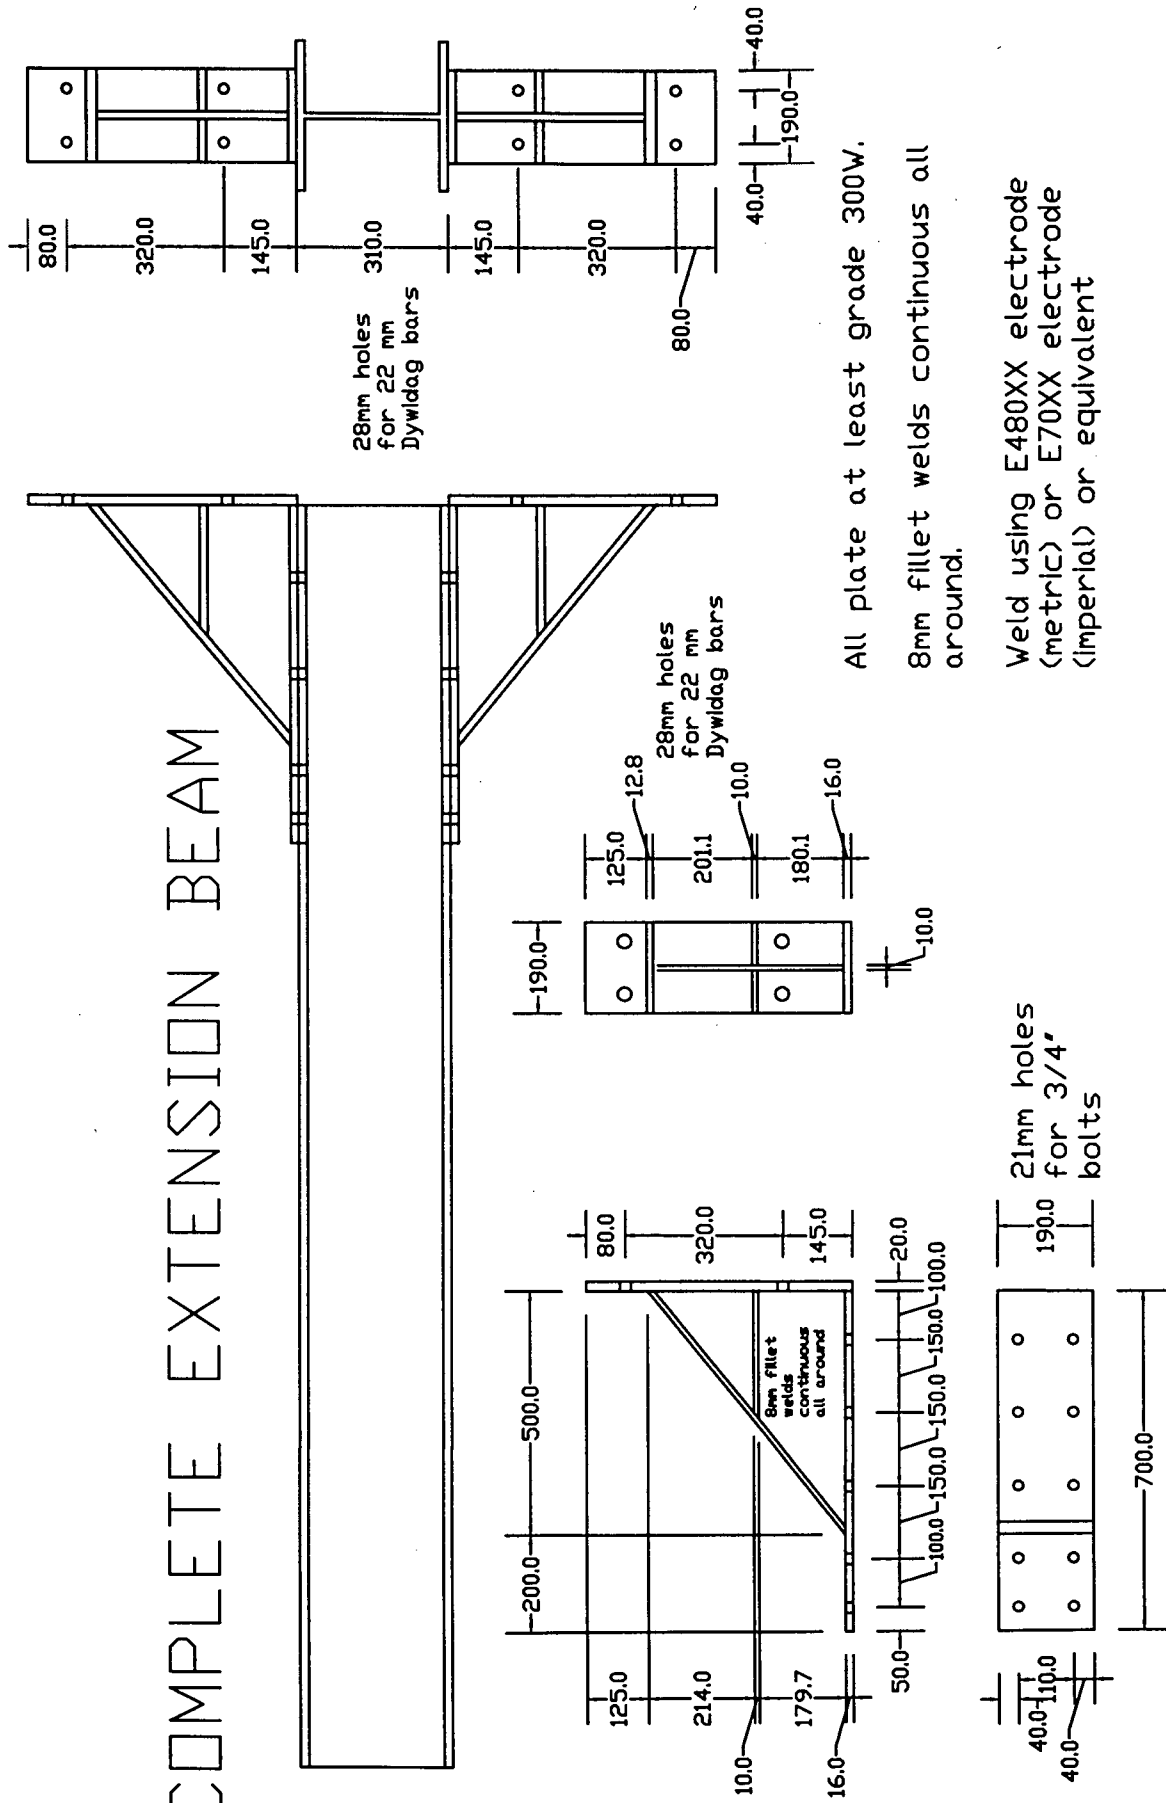 COMPLETE EXTENSION BEAM
80.0
320.0
145.0
310.0
145.0
320.0
80.0
40.0
190.0
40.0
28mm holes
for 22 mm
Dywidag bars
28mm holes
for 22 mm
Dywidag bars
190.0
125.0
12.8
201.1
10.0
180.1
16.0
10.0
500.0
200.0
125.0
214.0
10.0
179.7
16.0
80.0
320.0
145.0
20.0
8mm fillet
welds
continuous
all around
50.0
100.0
150.0
150.0
150.0
100.0
21mm holes
for 3/4"
bolts
190.0
700.0
40.0
110.0
40.0
All plate at least grade 300W.
8mm fillet welds continuous all
around.
Weld using E480XX electrode
(metric) or E70XX electrode
(imperial) or equivalent